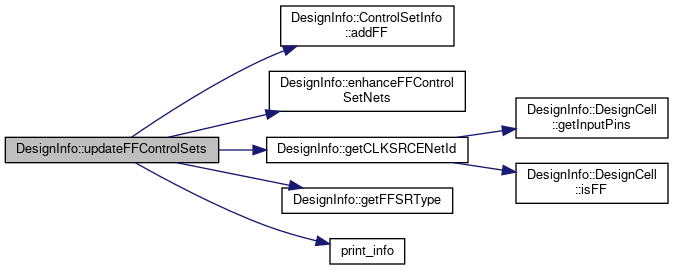 DesignInfo::ControlSetInfo
::addFF
DesignInfo::enhanceFFControl
SetNets
DesignInfo::DesignCell
::getInputPins
DesignInfo::updateFFControlSets
DesignInfo::getCLKSRCENetId
DesignInfo::DesignCell
::isFF
DesignInfo::getFFSRType
print_info